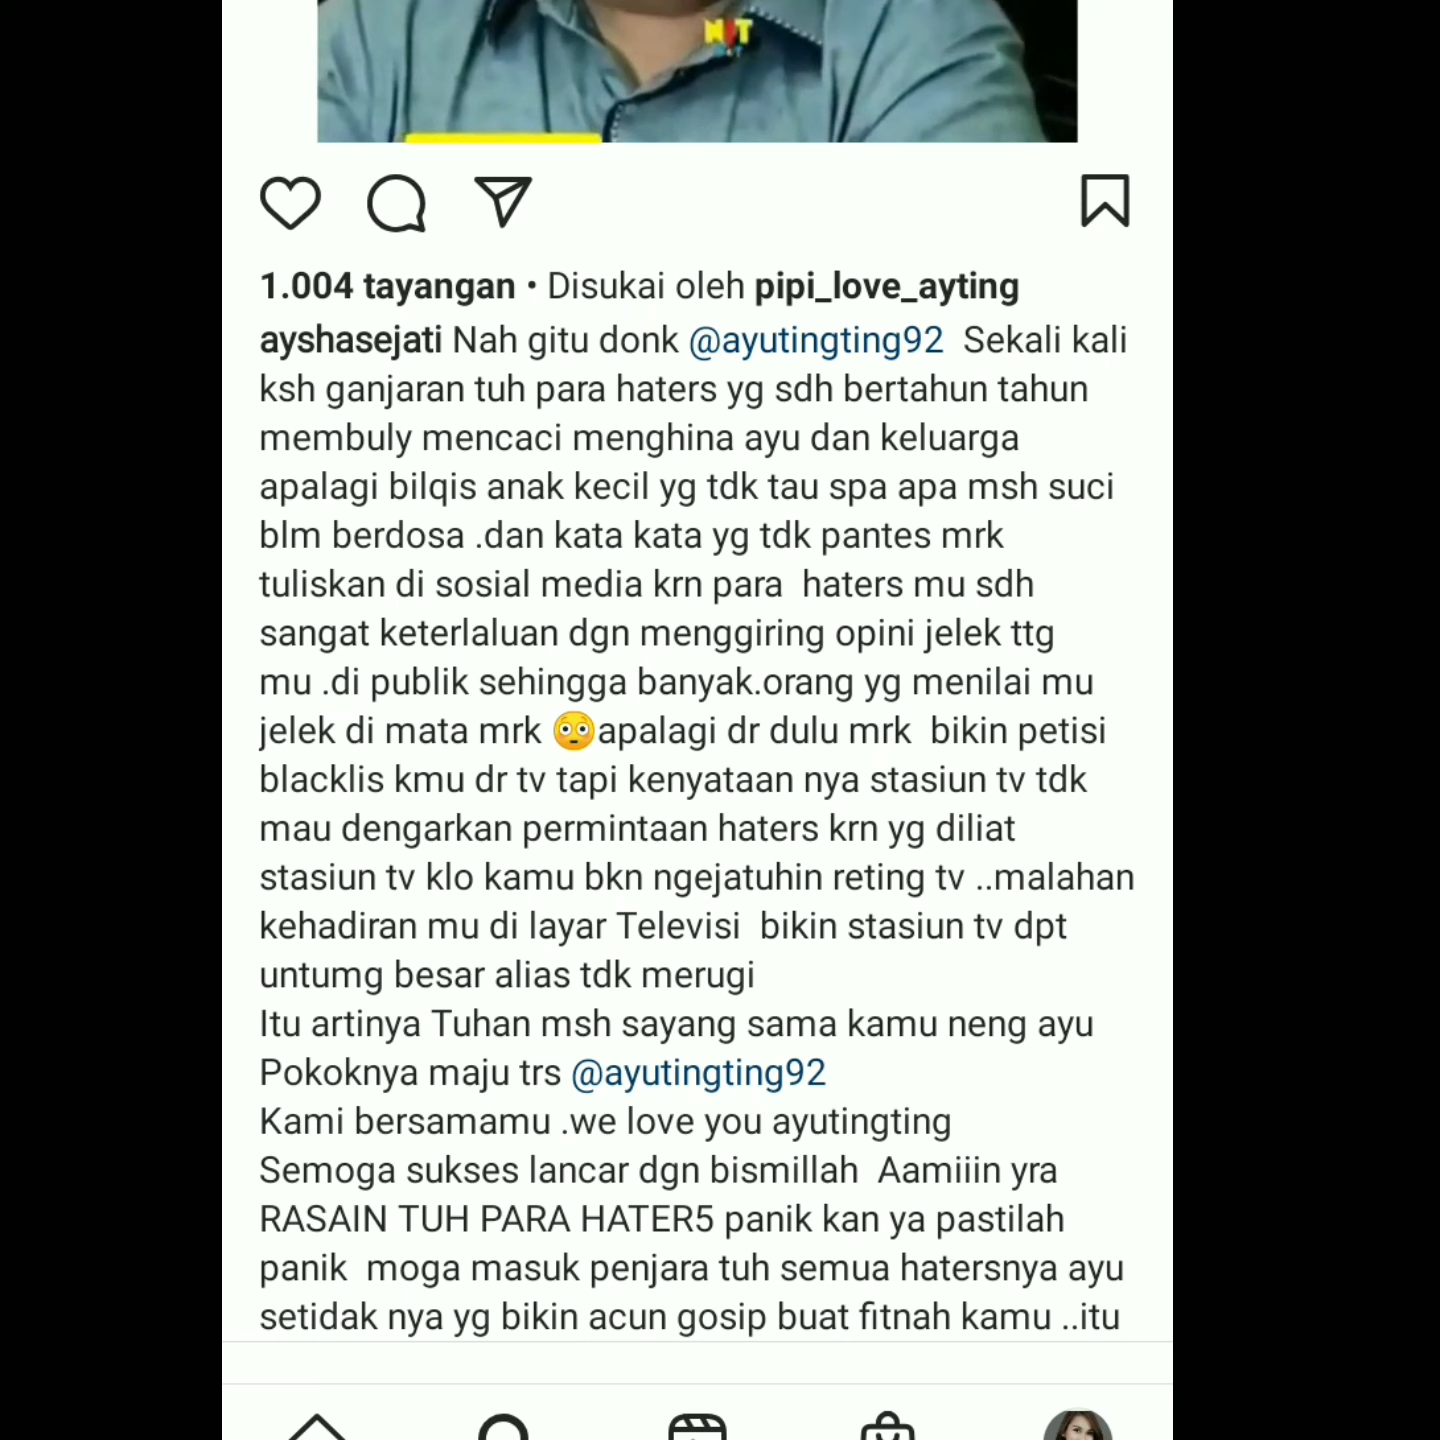 NIT
NET
1.004 tayangan • Disukai oleh pipi_love_ayting
ayshasejati Nah gitu donk @ayutingting92 Sekali kali
ksh ganjaran tuh para haters yg sdh bertahun tahun
membuly mencaci menghina ayu dan keluarga
apalagi bilqis anak kecil yg tdk tau spa apa msh suci
blm berdosa .dan kata kata yg tdk pantes mrk
tuliskan di sosial media krn para haters mu sdh
sangat keterlaluan dgn menggiring opini jelek ttg
mu .di publik sehingga banyak.orang yg menilai mu
jelek di mata mrk 😳apalagi dr dulu mrk bikin petisi
blacklis kmu dr tv tapi kenyataan nya stasiun tv tdk
mau dengarkan permintaan haters krn yg diliat
stasiun tv klo kamu bkn ngejatuhin reting tv ..malahan
kehadiran mu di layar Televisi bikin stasiun tv dpt
untumg besar alias tdk merugi
Itu artinya Tuhan msh sayang sama kamu neng ayu
Pokoknya maju trs @ayutingting92
Kami bersamamu .we love you ayutingting
Semoga sukses lancar dgn bismillah Aamiiin yra
RASAIN TUH PARA HATER5 panik kan ya pastilah
panik moga masuk penjara tuh semua hatersnya ayu
setidak nya yg bikin acun gosip buat fitnah kamu ..itu